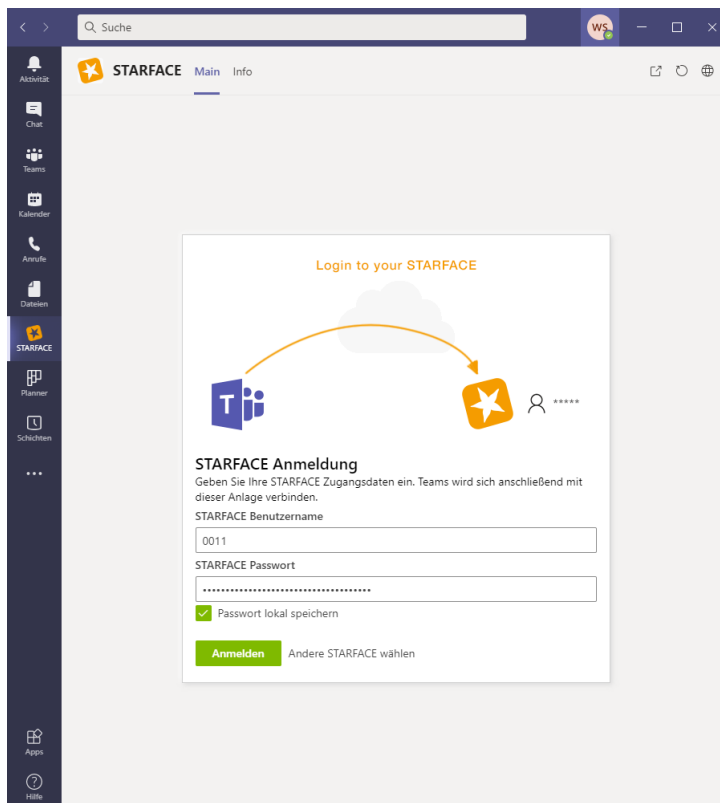 Suche
WS
Aktivität
Chat
Teams
Kalender
Anrufe
Dateien
STARFACE
Planner
Schichten
Apps
Hilfe
STARFACE Main Info
Login to your STARFACE
T
*****
STARFACE Anmeldung
Geben Sie Ihre STARFACE Zugangsdaten ein. Teams wird sich anschließend mit
dieser Anlage verbinden.
STARFACE Benutzername
0011
STARFACE Passwort
••••••••••••••••••••••••••••••••••••
Passwort lokal speichern
Anmelden Andere STARFACE wählen